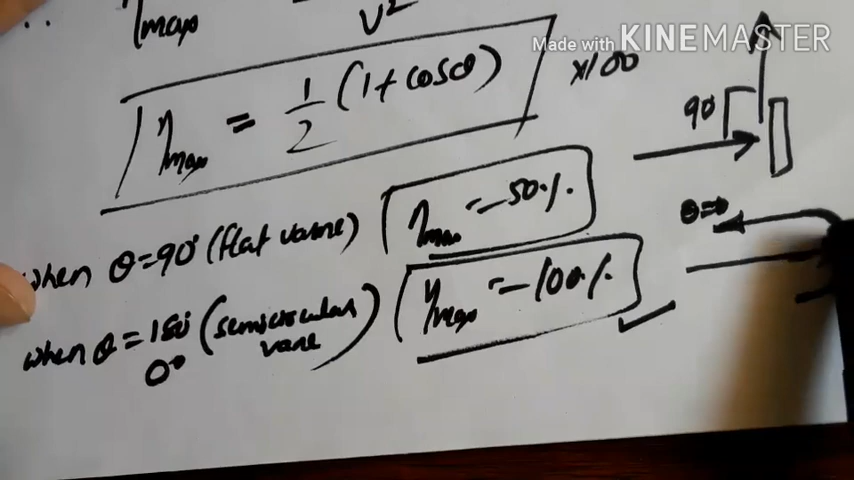 Made with KINEMASTER
ηmax v²
ηmax = 1/2 (1 + cosθ) x100
90°
when θ=90° (flat vane) ηmax = 50%
θ=0
when θ=180° (semicircular vane) ηmax = 100%
0°